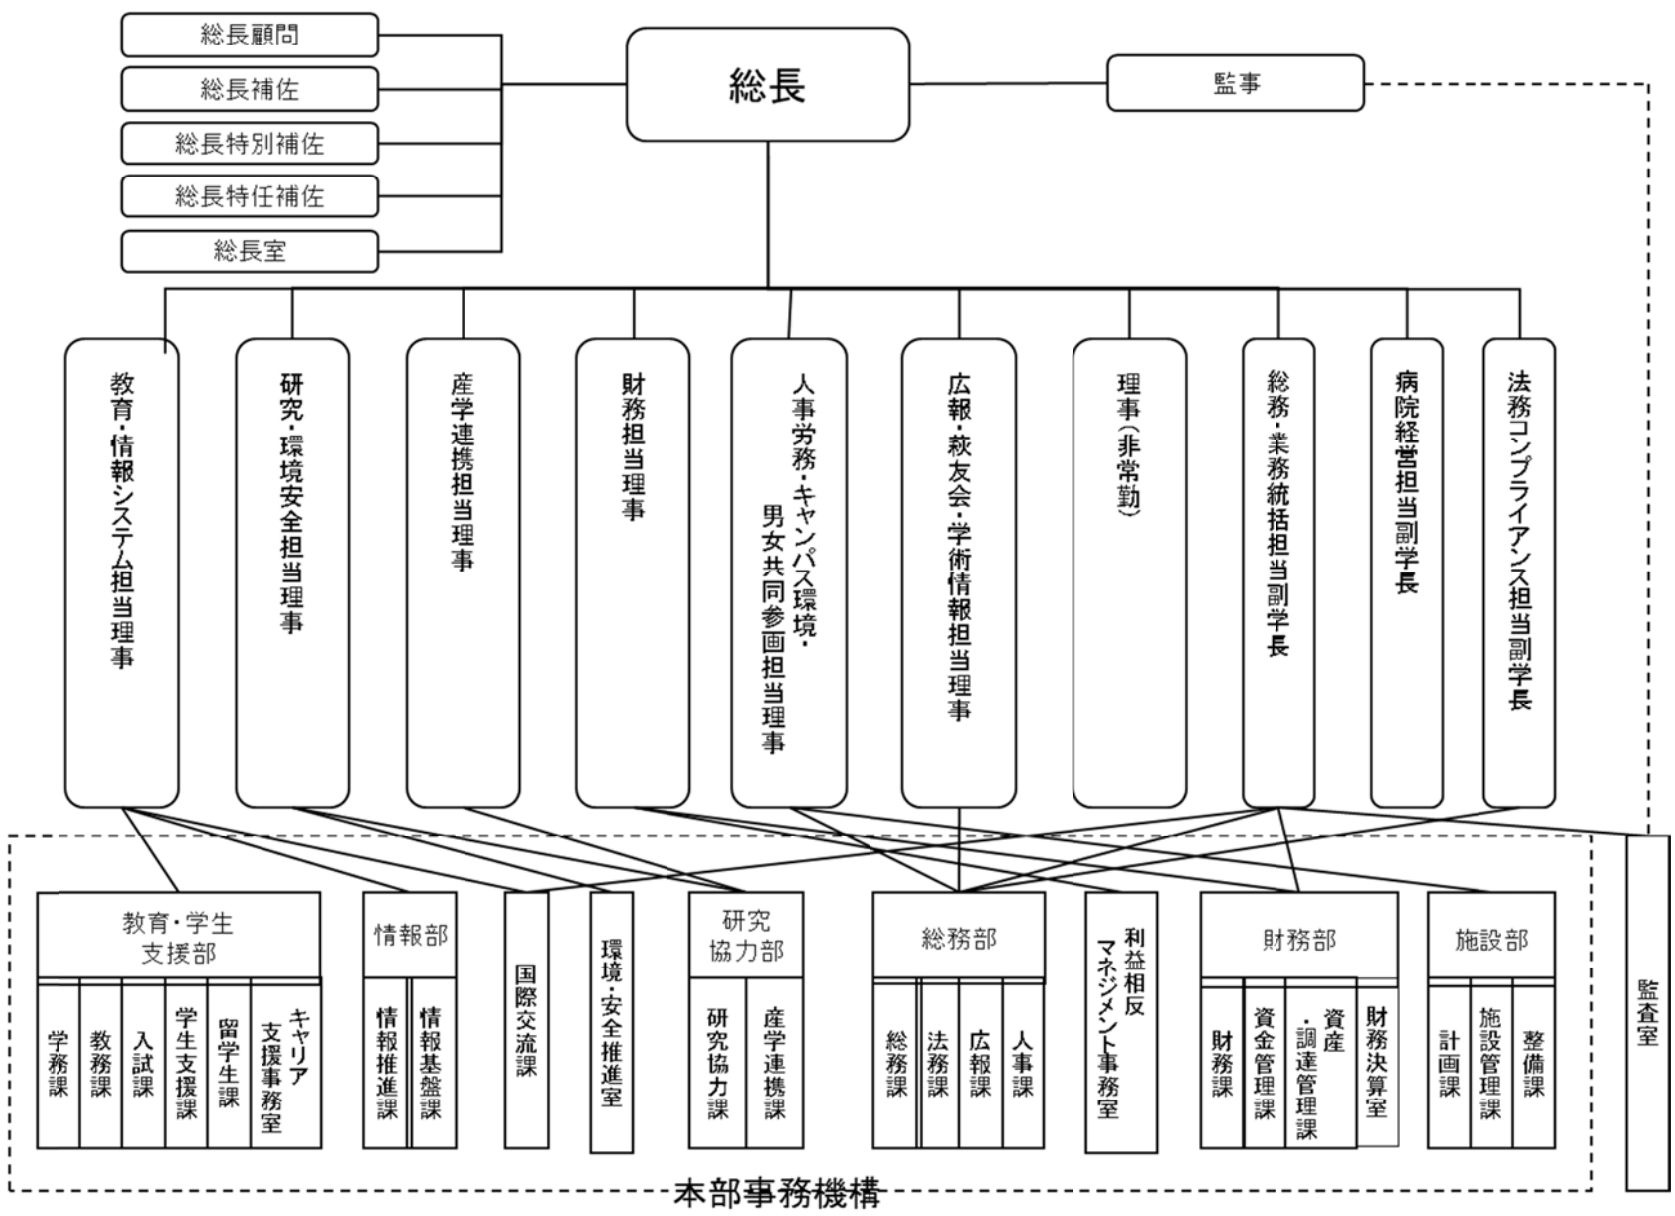 総長顧問
総長補佐
総長特別補佐
総長特任補佐
総長室
総長
監事
教育・情報システム担当理事
研究・環境安全担当理事
産学連携担当理事
財務担当理事
人事労務・キャンパス環境・
男女共同参画担当理事
広報・萩友会・学術情報担当理事
理事(非常勤)
総務・業務統括担当副学長
病院経営担当副学長
法務コンプライアンス担当副学長
教育・学生
支援部
学務課
教務課
入試課
学生支援課
留学生課
キャリア
支援事務室
情報部
情報推進課
情報基盤課
国際交流課
環境・安全推進室
研究
協力部
研究協力課
産学連携課
総務部
総務課
法務課
広報課
人事課
利益相反
マネジメント事務室
財務部
財務課
資金管理課
資産
・調達管理課
財務決算室
施設部
計画課
施設管理課
整備課
監査室
本部事務機構